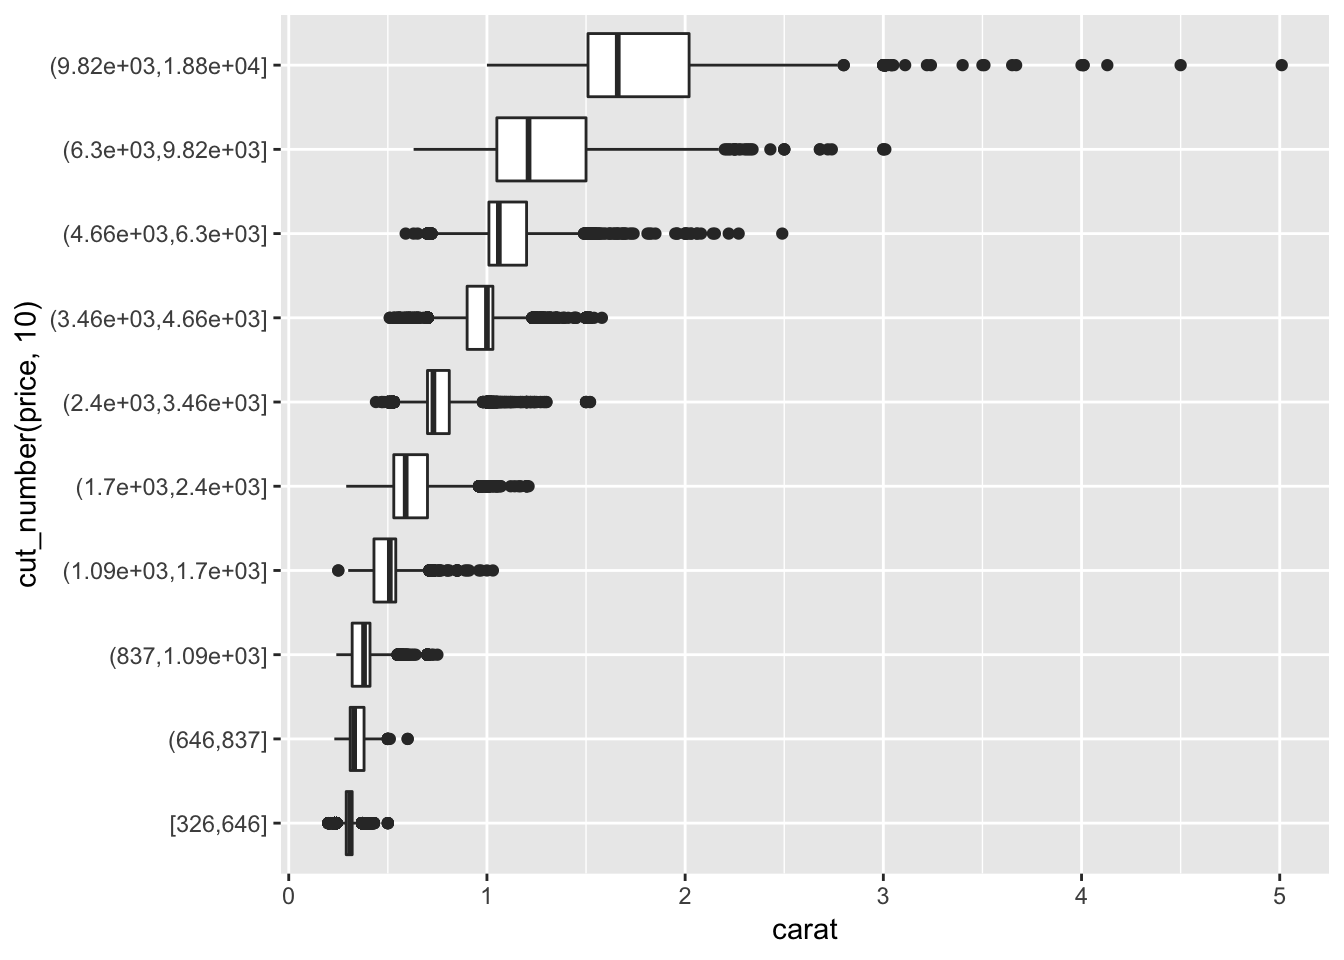 (9.82e+03,1.88e+04]
(6.3e+03,9.82e+03]
(4.66e+03,6.3e+03]
(3.46e+03,4.66e+03]
(2.4e+03,3.46e+03]
(1.7e+03,2.4e+03]
(1.09e+03,1.7e+03]
(837,1.09e+03]
(646,837]
[326,646]
cut_number(price, 10)
0 1 2 3 4 5
carat